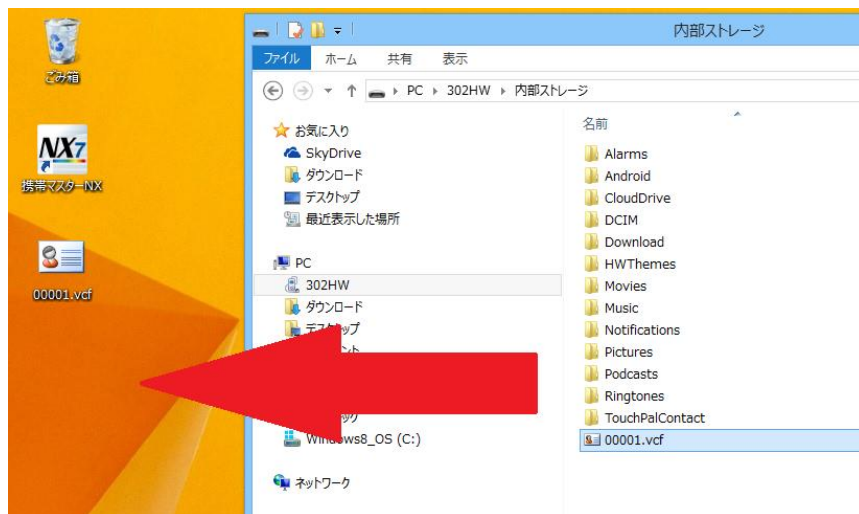 ごみ箱
NX7
携帯マスターNX
00001.vcf
内部ストレージ
ファイル ホーム 共有 表示
PC 302HW 内部ストレージ
お気に入り
SkyDrive
ダウンロード
デスクトップ
最近表示した場所
PC
302HW
ダウンロード
デスクトップ
Windows8_OS (C:)
ネットワーク
名前
Alarms
Android
CloudDrive
DCIM
Download
HWThemes
Movies
Music
Notifications
Pictures
Podcasts
Ringtones
TouchPalContact
00001.vcf